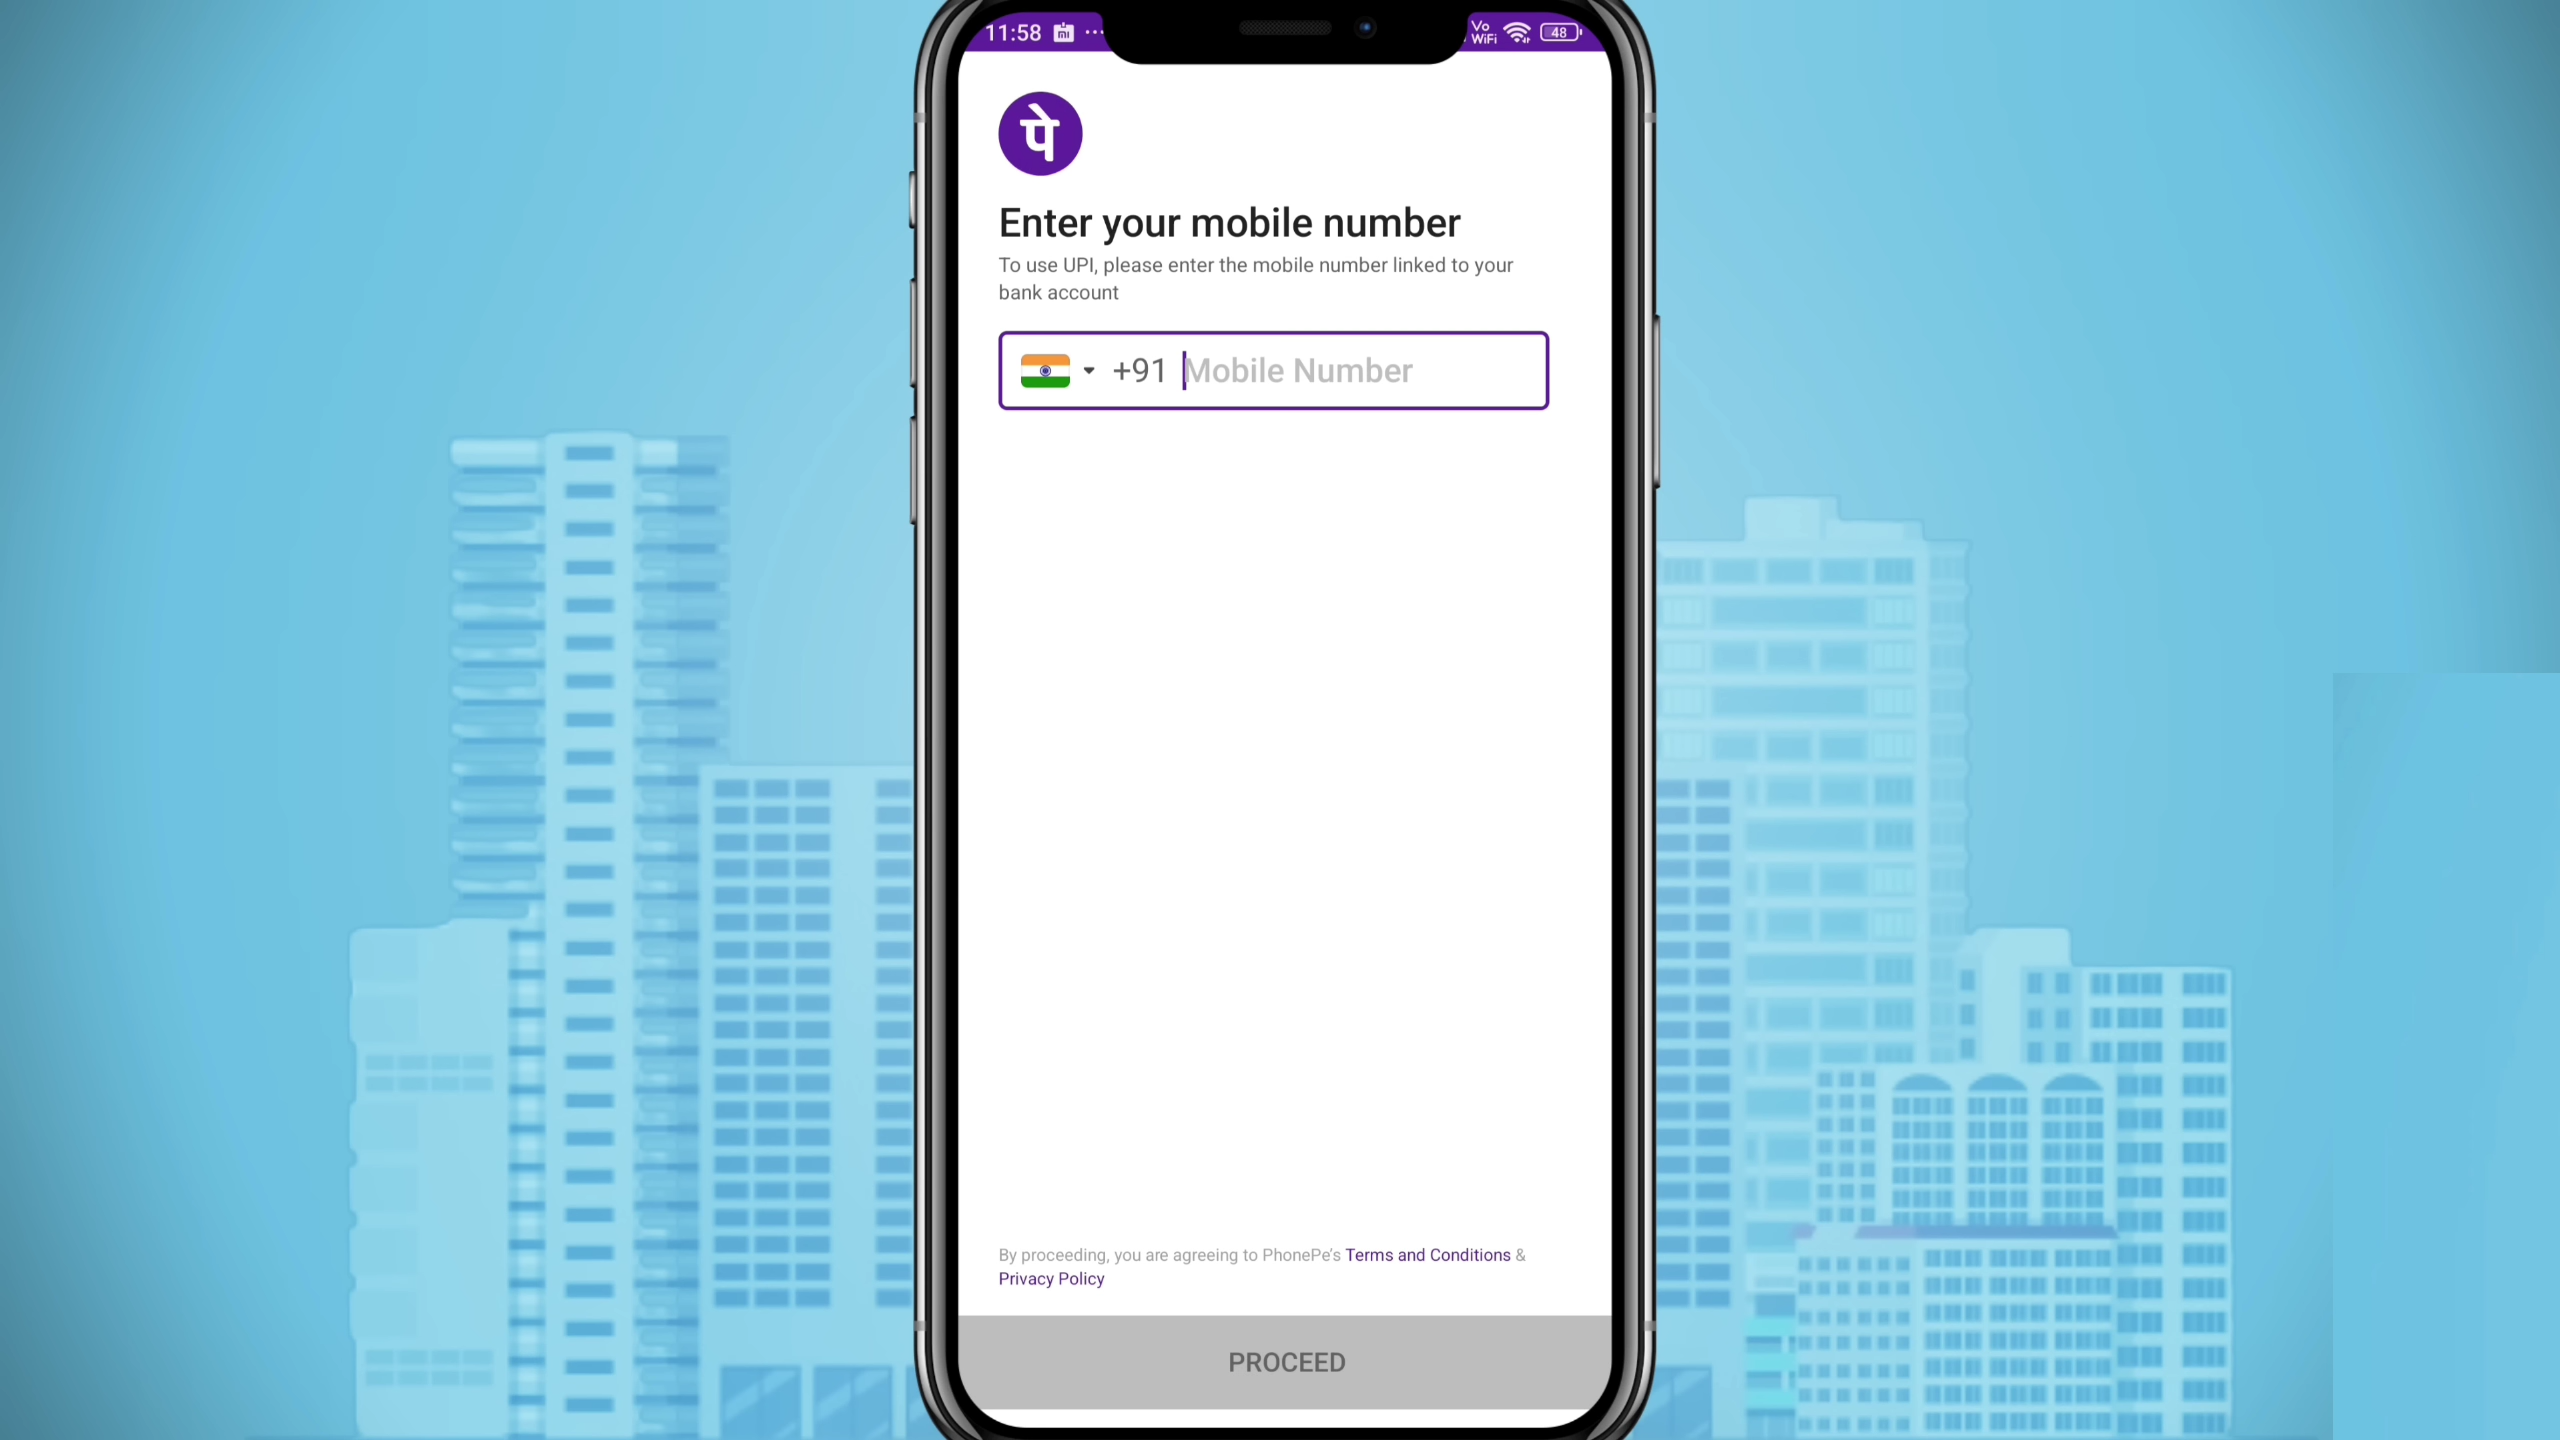 11:58
Vo
WiFi
48
पे
Enter your mobile number
To use UPI, please enter the mobile number linked to your
bank account
+91 Mobile Number
By proceeding, you are agreeing to PhonePe's Terms and Conditions &
Privacy Policy
PROCEED